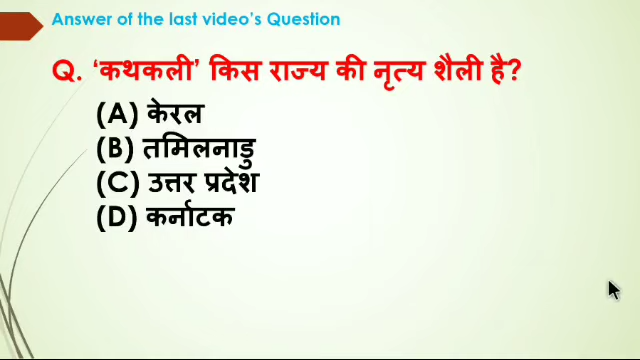 Answer of the last video's Question
Q. ‘कथकली’ किस राज्य की नृत्य शैली है?
(A) केरल
(B) तमिलनाडु
(C) उत्तर प्रदेश
(D) कर्नाटक